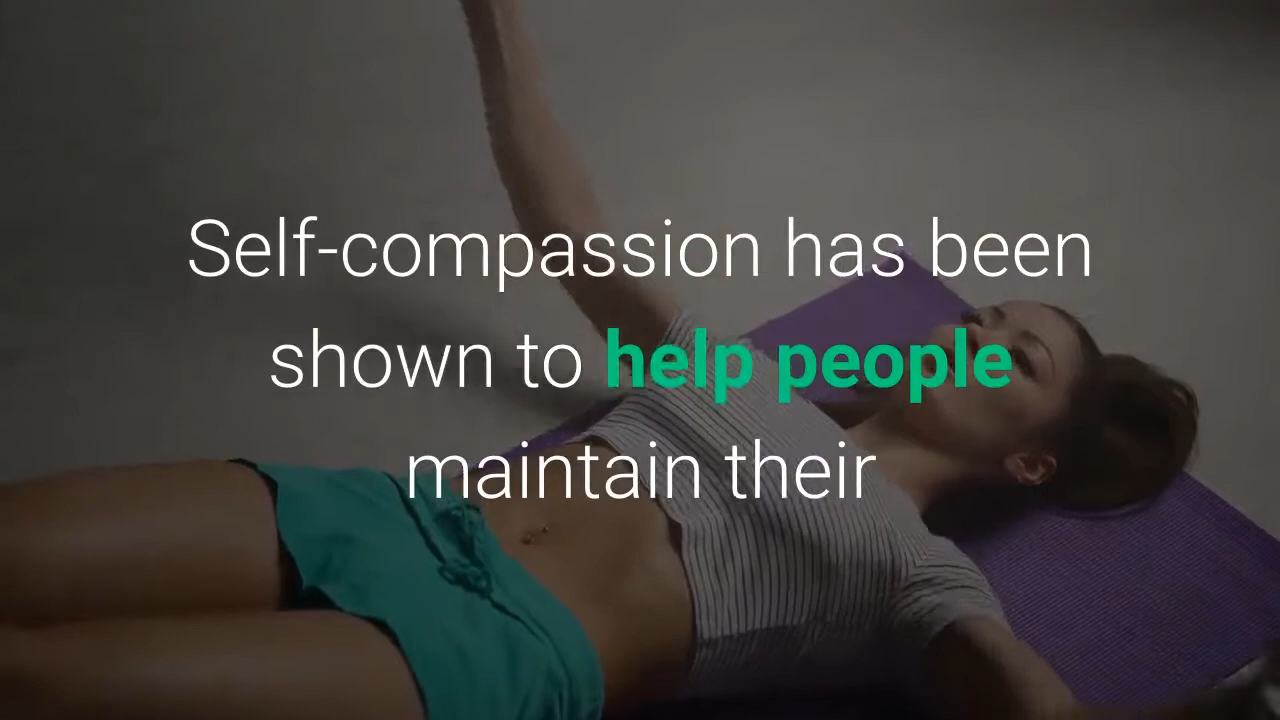 Self-compassion has been
shown to help people
maintain their